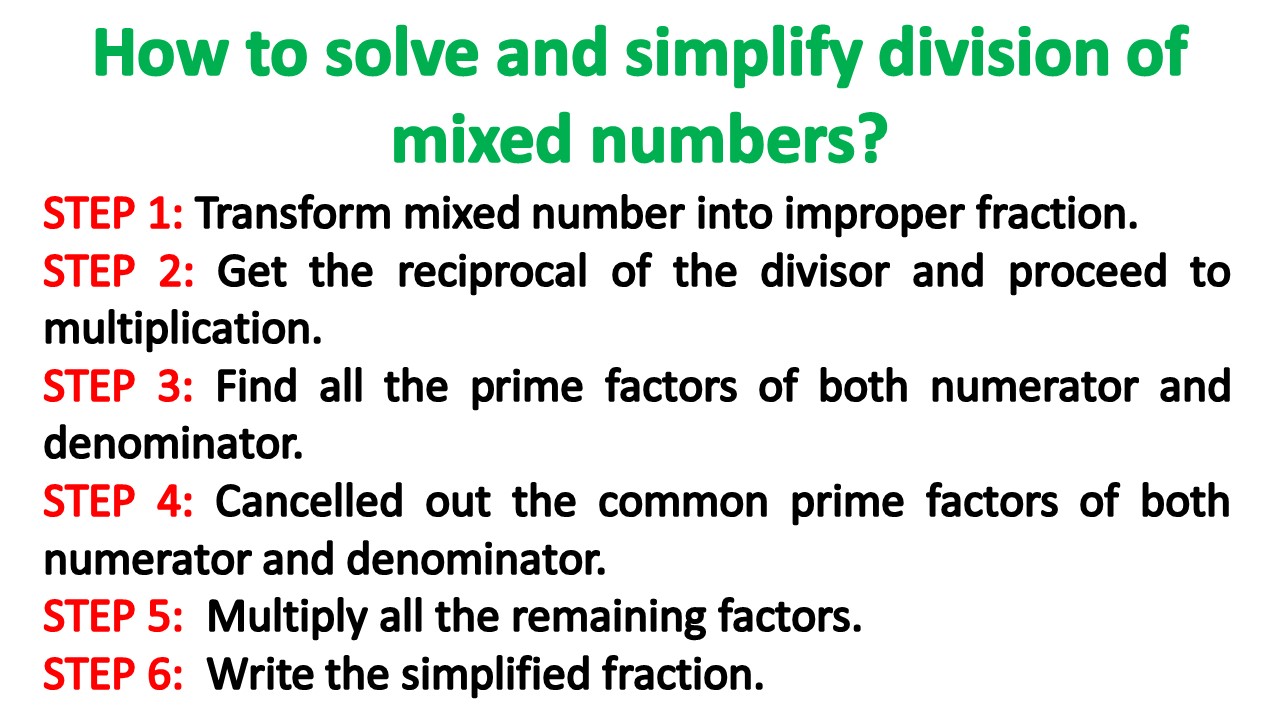 How to solve and simplify division of
mixed numbers?
STEP 1: Transform mixed number into improper fraction.
STEP 2: Get the reciprocal of the divisor and proceed to
multiplication.
STEP 3: Find all the prime factors of both numerator and
denominator.
STEP 4: Cancelled out the common prime factors of both
numerator and denominator.
STEP 5: Multiply all the remaining factors.
STEP 6: Write the simplified fraction.